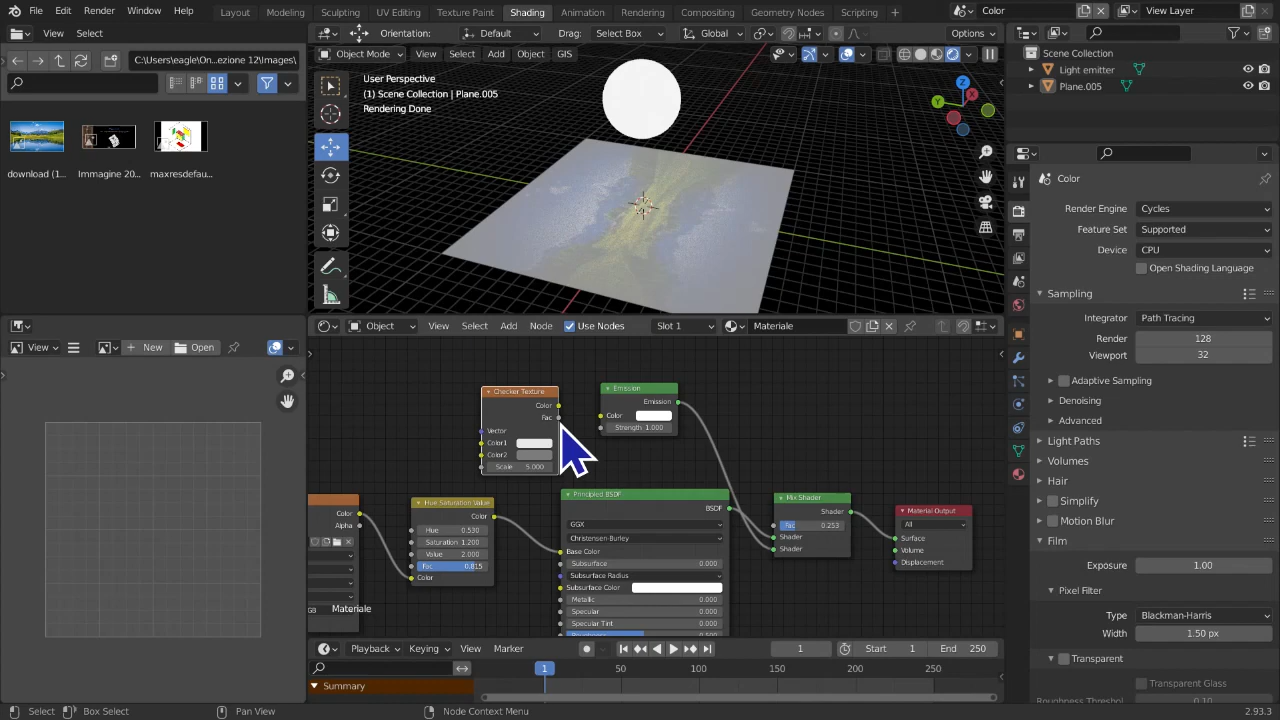 File Edit Render Window Help Layout Modeling Sculpting UV Editing Texture Paint Shading Animation Rendering Compositing Geometry Nodes Scripting + Color View Layer
View Select
C:\Users\eagle\On...ezione 12\Images\
download (1...
Immagine 20...
maxresdefau...
Orientation: Default Drag: Select Box Global Options
Object Mode View Select Add Object GIS
User Perspective
(1) Scene Collection | Plane.005
Rendering Done
Z
Y
X
Scene Collection
Light emitter
Plane.005
Color
Render Engine Cycles
Feature Set Supported
Device CPU
Open Shading Language
Sampling
Integrator Path Tracing
Render 128
Viewport 32
Adaptive Sampling
Denoising
Advanced
Light Paths
Volumes
Hair
Simplify
Motion Blur
Film
Exposure 1.00
Pixel Filter
Type Blackman-Harris
Width 1.50 px
Transparent
Transparent Glass
Roughness Threshol 0.10
View New Open
Object View Select Add Node Use Nodes Slot 1 Materiale
Checker Texture
Color
Fac
Vector
Color1
Color2
Scale 5.000
Emission
Emission
Color
Strength 1.000
Color
Alpha
Hue Saturation Value
Color
Hue 0.530
Saturation 1.200
Value 2.000
Fac 0.815
Color
Principled BSDF
BSDF
GGX
Christensen-Burley
Base Color
Subsurface 0.000
Subsurface Radius
Subsurface Color
Metallic 0.000
Specular 0.000
Specular Tint 0.000
Mix Shader
Shader
Fac 0.253
Shader
Shader
Material Output
All
Surface
Volume
Displacement
Materiale
Playback Keying View Marker 1 Start 1 End 250
1 50 100 150 200 250
Summary
Select Box Select Pan View Node Context Menu 2.93.3